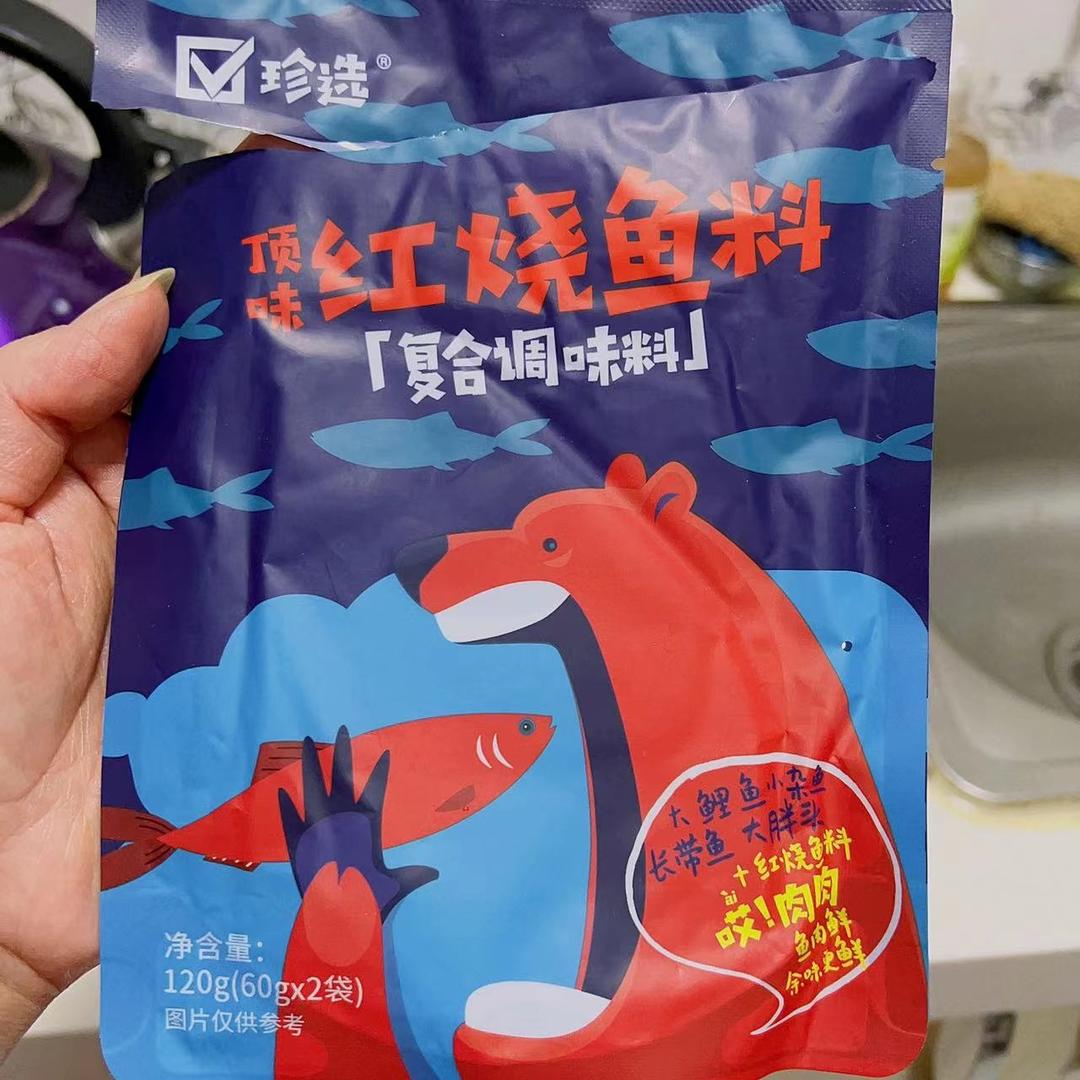 珍选®
顶味 红烧鱼料
「复合调味料」
大鲤鱼小杂鱼
长带鱼 大胖头
+红烧鱼料
āi
哎!肉肉
鱼肉鲜
余味更鲜
净含量:
120g(60gx2袋)
图片仅供参考